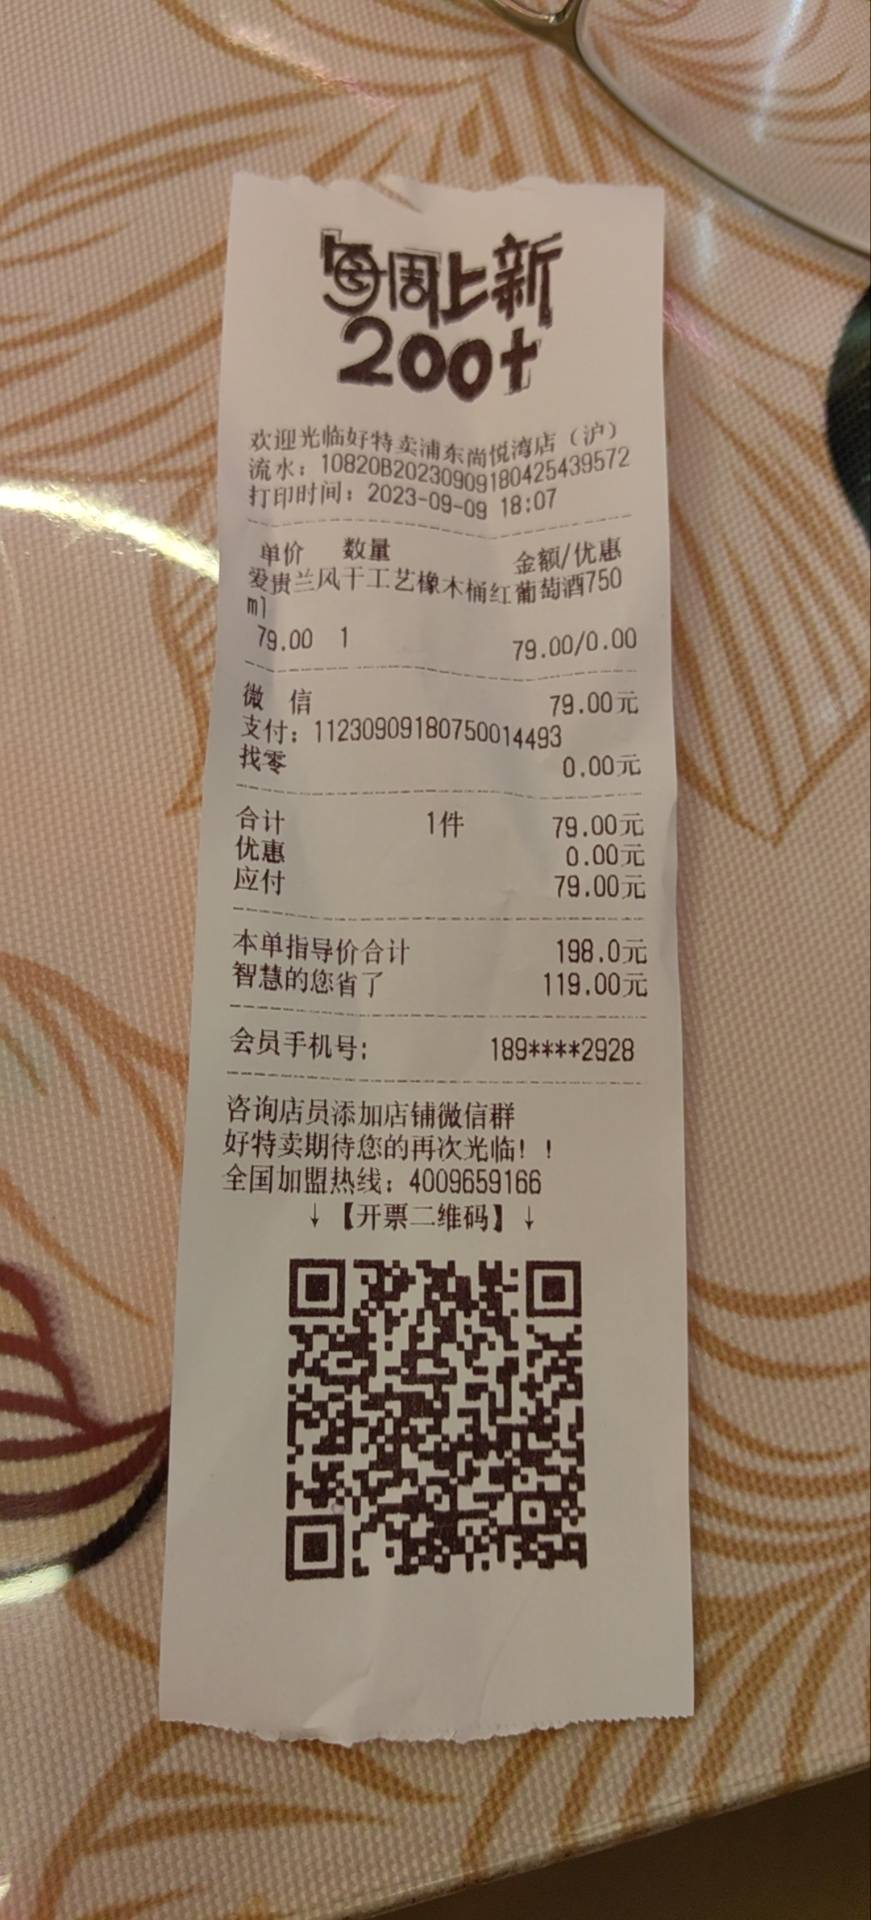 每周上新
200+
欢迎光临好特卖浦东尚悦湾店（沪）
流水：10820B20230909180425439572
打印时间：2023-09-09 18:07
单价 数量 金额/优惠
爱贵兰风干工艺橡木桶红葡萄酒750
ml
79.00 1 79.00/0.00
微 信 79.00元
支付：11230909180750014493
找零 0.00元
合计 1件 79.00元
优惠 0.00元
应付 79.00元
本单指导价合计 198.0元
智慧的您省了 119.00元
会员手机号: 189****2928
咨询店员添加店铺微信群
好特卖期待您的再次光临！！
全国加盟热线：4009659166
↓【开票二维码】↓